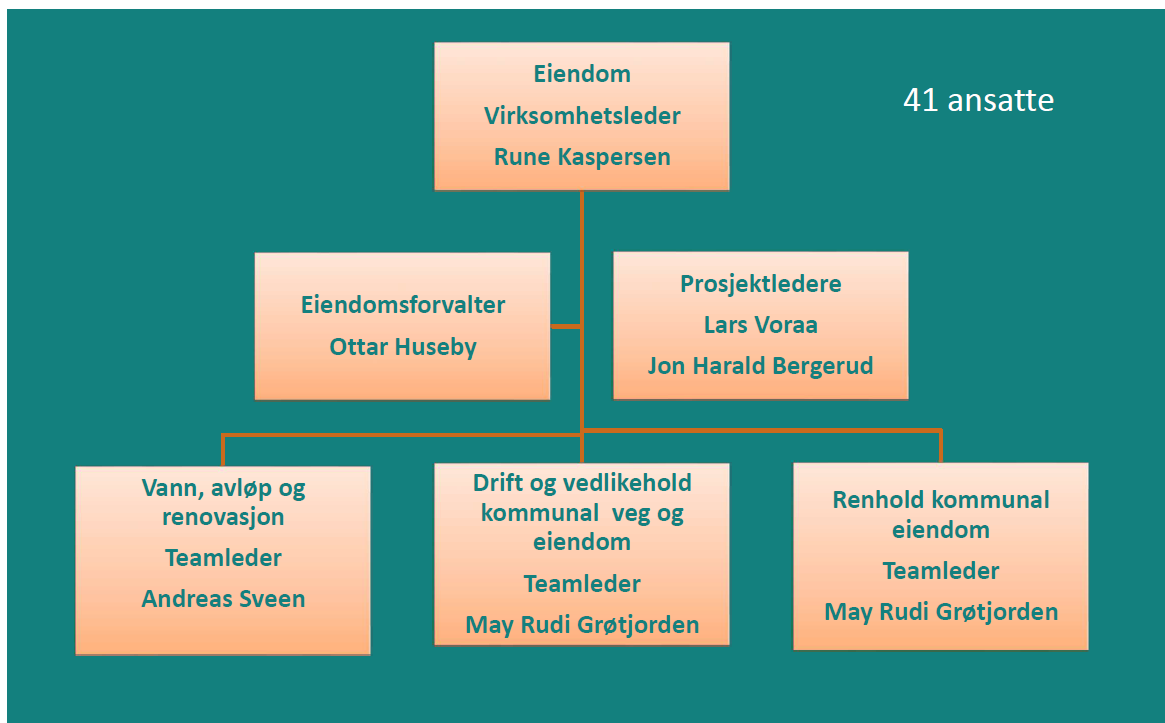 Eiendom
Virksomhetsleder
Rune Kaspersen
41 ansatte
Eiendomsforvalter
Ottar Huseby
Prosjektledere
Lars Voraa
Jon Harald Bergerud
Vann, avløp og
renovasjon
Teamleder
Andreas Sveen
Drift og vedlikehold
kommunal veg og
eiendom
Teamleder
May Rudi Grøtjorden
Renhold kommunal
eiendom
Teamleder
May Rudi Grøtjorden